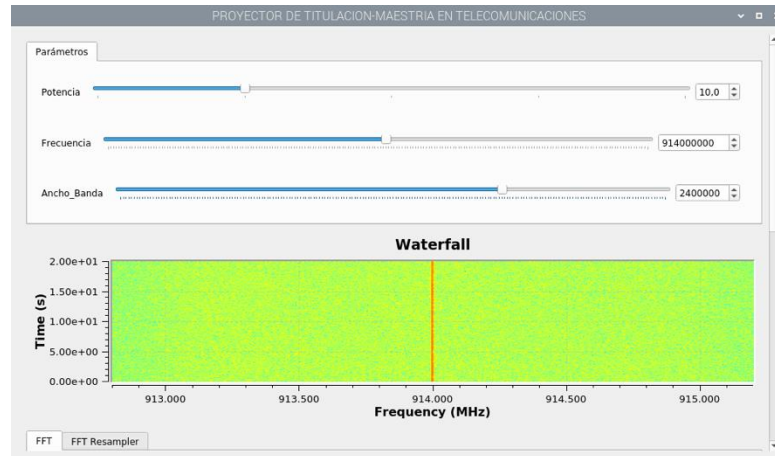 PROYECTOR DE TITULACION-MAESTRIA EN TELECOMUNICACIONES
Parámetros
Potencia 10,0
Frecuencia 914000000
Ancho_Banda 2400000
Waterfall
2.00e+01
1.50e+01
1.00e+01
5.00e+00
0.00e+00
Time (s)
913.000 913.500 914.000 914.500 915.000
Frequency (MHz)
FFT FFT Resampler